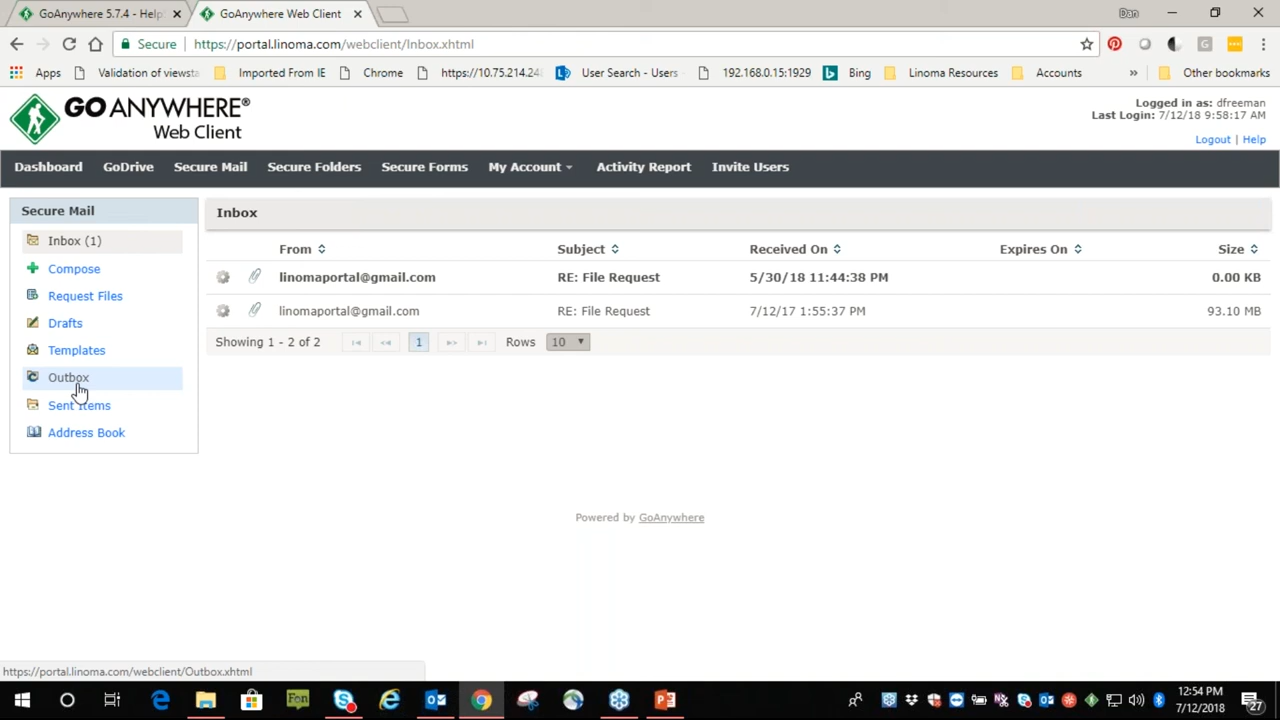 GoAnywhere 5.7.4 - Help
GoAnywhere Web Client
Dan
Secure https://portal.linoma.com/webclient/Inbox.xhtml
Apps Validation of viewsta Imported From IE Chrome https://10.75.214.24 User Search - Users 192.168.0.15:1929 Bing Linoma Resources Accounts » Other bookmarks
GO ANYWHERE®
Web Client
Logged in as: dfreeman
Last Login: 7/12/18 9:58:17 AM
Logout | Help
Dashboard GoDrive Secure Mail Secure Folders Secure Forms My Account Activity Report Invite Users
Secure Mail
Inbox (1)
Compose
Request Files
Drafts
Templates
Outbox
Sent Items
Address Book
Inbox
From Subject Received On Expires On Size
linomaportal@gmail.com RE: File Request 5/30/18 11:44:38 PM 0.00 KB
linomaportal@gmail.com RE: File Request 7/12/17 1:55:37 PM 93.10 MB
Showing 1 - 2 of 2 1 Rows 10
Powered by GoAnywhere
https://portal.linoma.com/webclient/Outbox.xhtml
12:54 PM
7/12/2018
27